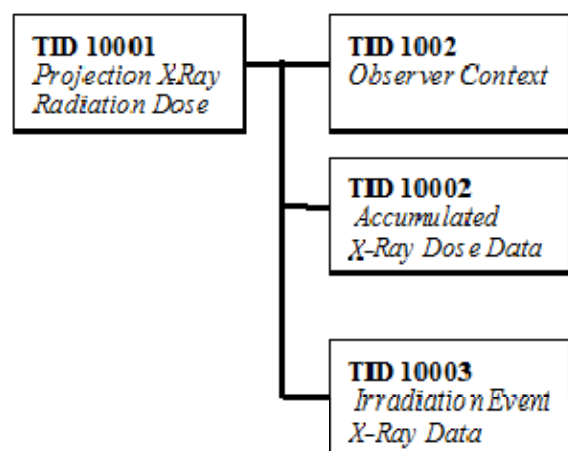 TID 10001
Projection X-Ray
Radiation Dose
TID 1002
Observer Context
TID 10002
Accumulated
X-Ray Dose Data
TID 10003
Irradiation Event
X-Ray Data